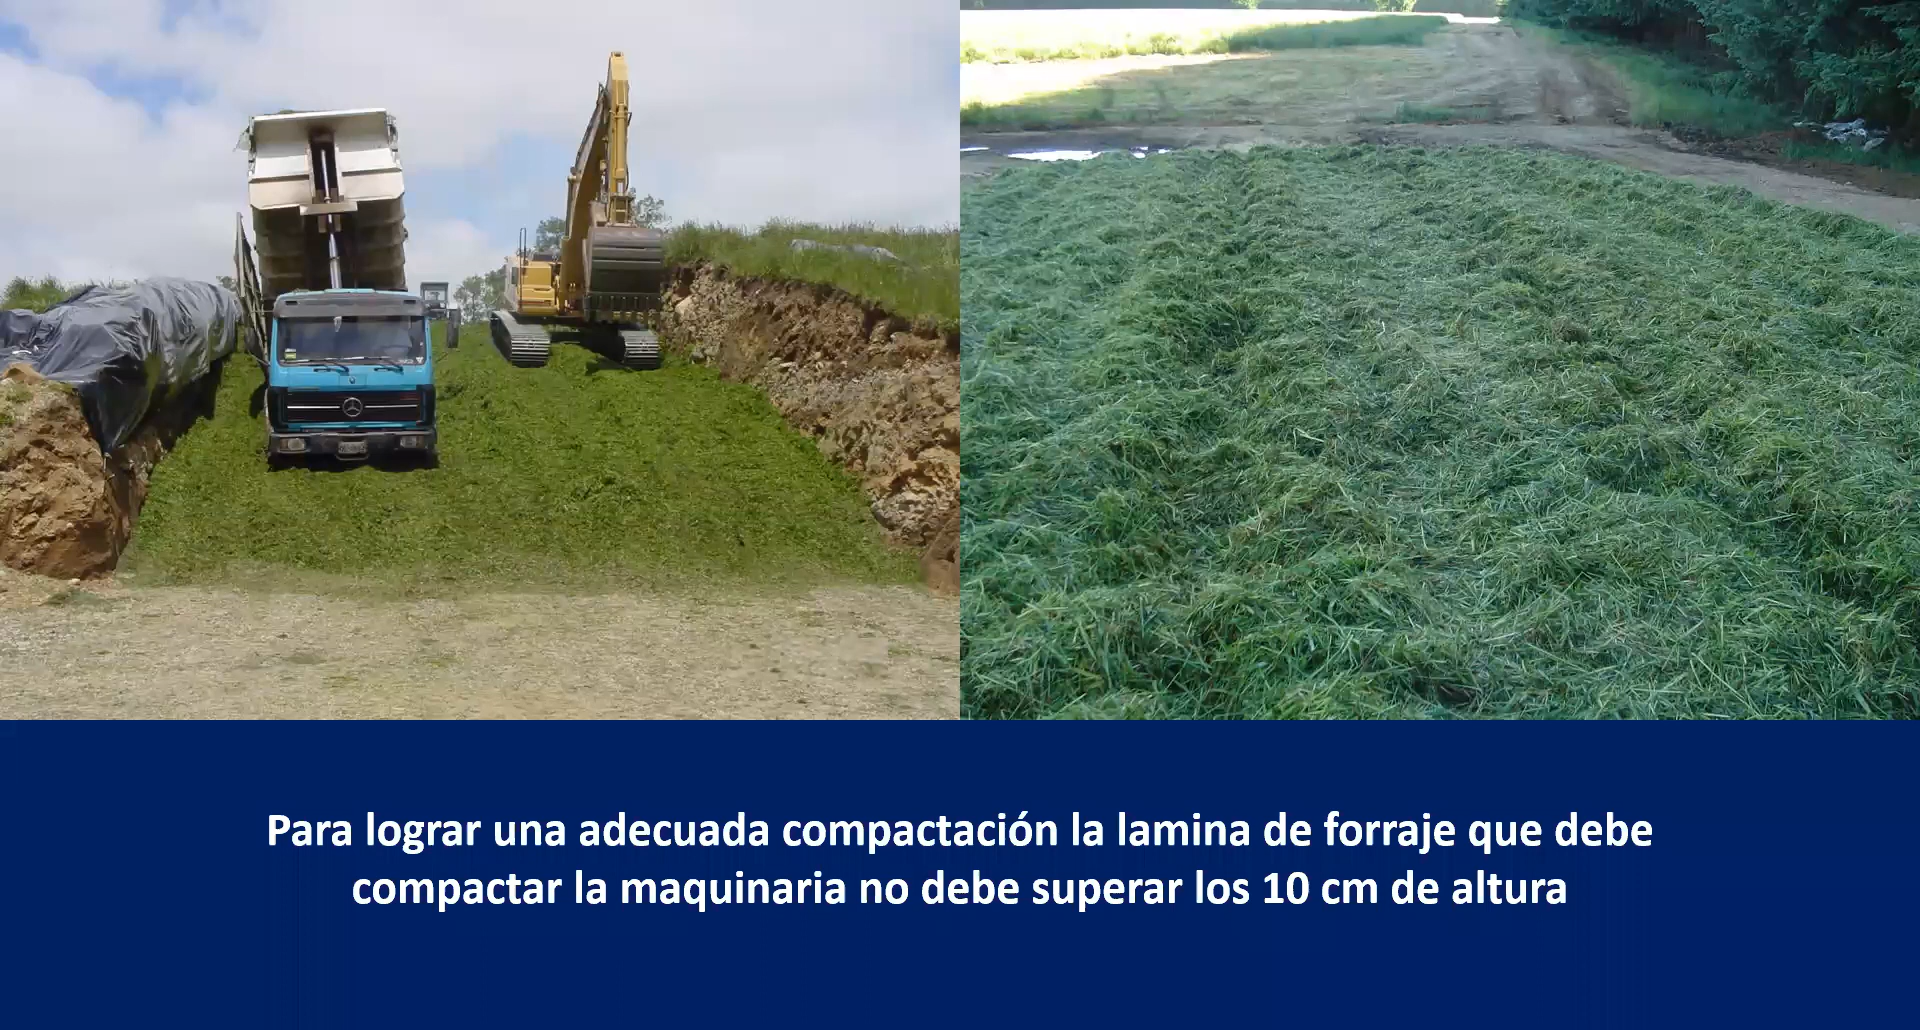 Para lograr una adecuada compactación la lamina de forraje que debe
compactar la maquinaria no debe superar los 10 cm de altura